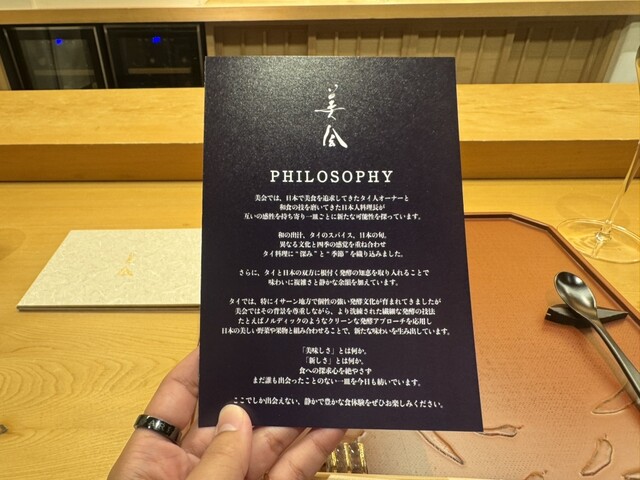 美会
PHILOSOPHY
美会では、日本で美食を追求してきたタイ人オーナーと
和食の技を磨いてきた日本人料理長が
互いの感性を持ち寄り一皿ごとに新たな可能性を探っています。
和の出汁、タイのスパイス、日本の旬。
異なる文化と四季の感覚を重ね合わせ
タイ料理に“深み”と“季節”を織り込みました。
さらに、タイと日本の双方に根付く発酵の知恵を取り入れることで
味わいに複雑さと静かな余韻を加えています。
タイでは、特にイサーン地方で個性の強い発酵文化が育まれてきましたが
美会ではその背景を尊重しながら、より洗練された繊細な発酵の技法
たとえばノルディックのようなクリーンな発酵アプローチを応用し
日本の美しい野菜や果物と組み合わせることで、新たな味わいを生み出しています。
「美味しさ」とは何か。
「新しさ」とは何か。
食への探求心を絶やさず
まだ誰も出会ったことのない一皿を今日も紡いでいます。
ここでしか出会えない、静かで豊かな食体験をぜひお楽しみください。
美会